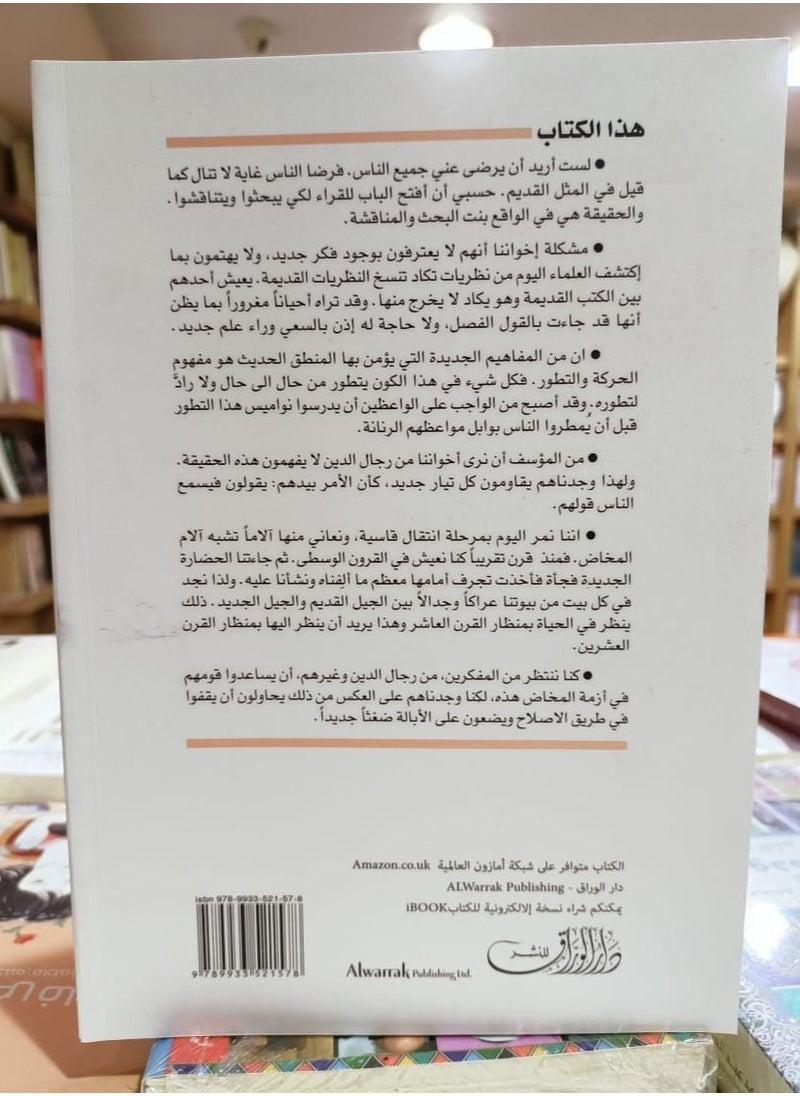 هذا الكتاب
● لست أريد أن يرضى عني جميع الناس. فرضا الناس غاية لا تنال كما
قيل في المثل القديم. حسبي أن أفتح الباب للقراء لكي يبحثوا ويتناقشوا.
والحقيقة هي في الواقع بنت البحث والمناقشة.
● مشكلة إخواننا أنهم لا يعترفون بوجود فكر جديد، ولا يهتمون بما
إكتشف العلماء اليوم من نظريات تكاد تنسخ النظريات القديمة. يعيش أحدهم
بين الكتب القديمة وهو يكاد لا يخرج منها. وقد تراه أحياناً مغروراً بما يظن
أنها قد جاءت بالقول الفصل، ولا حاجة له إذن بالسعي وراء علم جديد.
● ان من المفاهيم الجديدة التي يؤمن بها المنطق الحديث هو مفهوم
الحركة والتطور. فكل شيء في هذا الكون يتطور من حال الى حال ولا رادَّ
لتطوره. وقد أصبح من الواجب على الواعظين أن يدرسوا نواميس هذا التطور
قبل أن يُمطروا الناس بوابل مواعظهم الرنانة.
● من المؤسف أن نرى أخواننا من رجال الدين لا يفهمون هذه الحقيقة.
ولهذا وجدناهم يقاومون كل تيار جديد، كأن الأمر بيدهم: يقولون فيسمع
الناس قولهم.
● اننا نمر اليوم بمرحلة انتقال قاسية، ونعاني منها آلاماً تشبه آلام
المخاض. فمنذ قرن تقريباً كنا نعيش في القرون الوسطى. ثم جاءتنا الحضارة
الجديدة فجأة فأخذت تجرف أمامها معظم ما ألِفناه ونشأنا عليه. ولذا نجد
في كل بيت من بيوتنا عراكاً وجدالاً بين الجيل القديم والجيل الجديد. ذلك
ينظر في الحياة بمنظار القرن العاشر وهذا يريد أن ينظر اليها بمنظار القرن
العشرين.
● كنا ننتظر من المفكرين، من رجال الدين وغيرهم، أن يساعدوا قومهم
في أزمة المخاض هذه، لكنا وجدناهم على العكس من ذلك يحاولون أن يقفوا
في طريق الاصلاح ويضعون على الأبالة ضغثاً جديداً.
الكتاب متوافر على شبكة أمازون العالمية Amazon.co.uk
دار الوراق - ALWarrak Publishing
يمكنكم شراء نسخة إلالكترونية للكتاب iBOOK
isbn 978-9933-521-57-8
9 789933 521578
Alwarrak Publishing Ltd.
دار الوراق للنشر